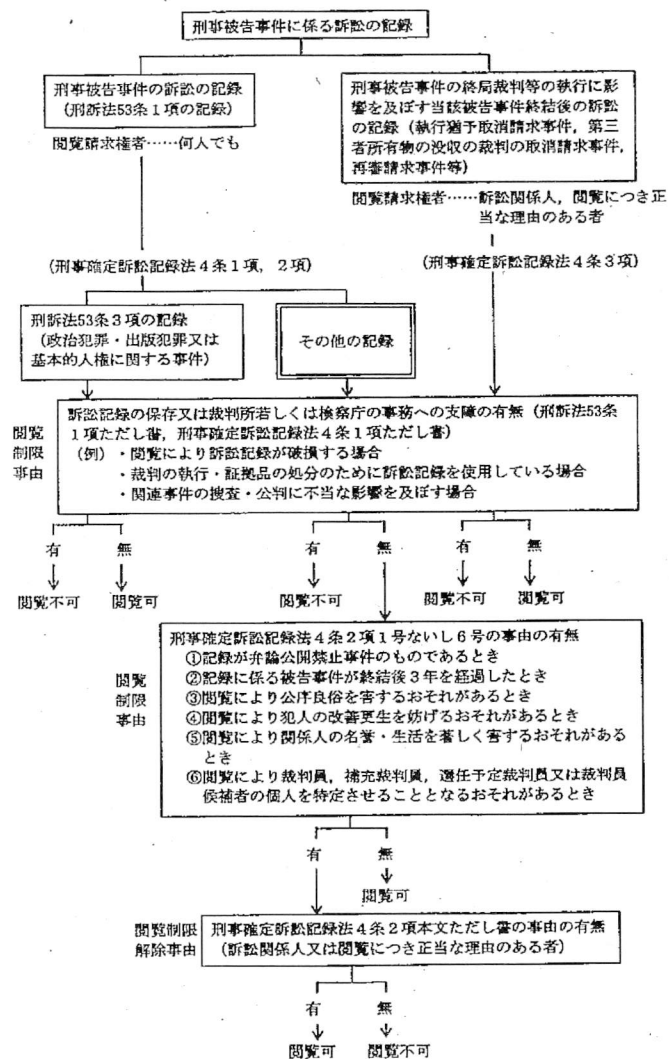 刑事被告事件に係る訴訟の記録
刑事被告事件の訴訟の記録
(刑訴法53条1項の記録)
閲覧請求権者……何人でも
刑事被告事件の終局裁判等の執行に影
響を及ぼす当該被告事件終結後の訴訟
の記録(執行猶予取消請求事件,第三
者所有物の没収の裁判の取消請求事件,
再審請求事件等)
閲覧請求権者……訴訟関係人,閲覧につき正
当な理由のある者
(刑事確定訴訟記録法4条1項,2項)
(刑事確定訴訟記録法4条3項)
刑訴法53条3項の記録
(政治犯罪・出版犯罪又は
基本的人権に関する事件)
その他の記録
閲覧
制限
事由
訴訟記録の保存又は裁判所若しくは検察庁の事務への支障の有無(刑訴法53条
1項ただし書,刑事確定訴訟記録法4条1項ただし書)
(例)・閲覧により訴訟記録が破損する場合
・裁判の執行・証拠品の処分のために訴訟記録を使用している場合
・関連事件の捜査・公判に不当な影響を及ぼす場合
有 無 有 無 有 無
閲覧不可 閲覧可 閲覧不可 閲覧不可 閲覧可
閲覧
制限
事由
刑事確定訴訟記録法4条2項1号ないし6号の事由の有無
①記録が弁論公開禁止事件のものであるとき
②記録に係る被告事件が終結後3年を経過したとき
③閲覧により公序良俗を害するおそれがあるとき
④閲覧により犯人の改善更生を妨げるおそれがあるとき
⑤閲覧により関係人の名誉・生活を著しく害するおそれがある
とき
⑥閲覧により裁判員,補充裁判員,選任予定裁判員又は裁判員
候補者の個人を特定させることとなるおそれがあるとき
有 無
閲覧可
閲覧制限
解除事由
刑事確定訴訟記録法4条2項本文ただし書の事由の有無
(訴訟関係人又は閲覧につき正当な理由のある者)
有 無
閲覧可 閲覧不可